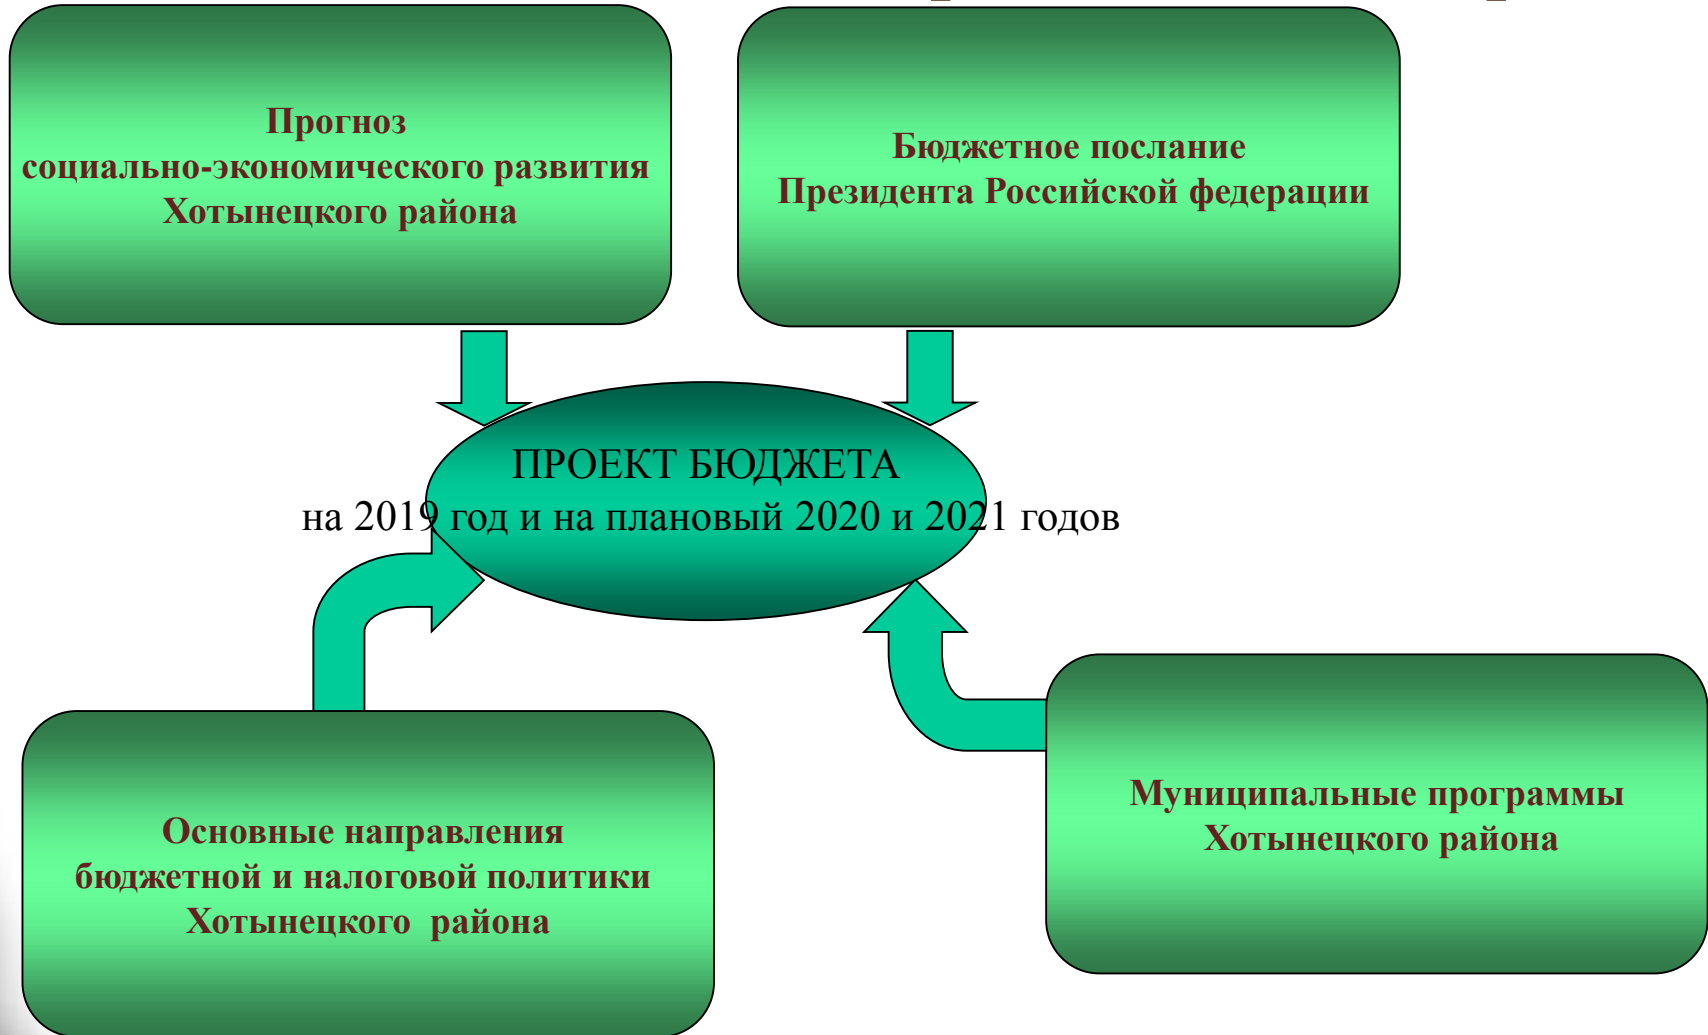 Прогноз
социально-экономического развития
Хотынецкого района
Бюджетное послание
Президента Российской федерации
ПРОЕКТ БЮДЖЕТА
на 2019 год и на плановый 2020 и 2021 годов
Основные направления
бюджетной и налоговой политики
Хотынецкого района
Муниципальные программы
Хотынецкого района